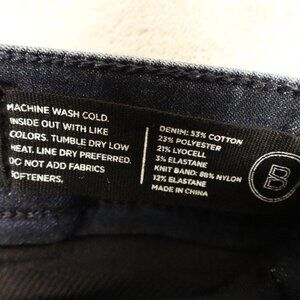 MACHINE WASH COLD.
INSIDE OUT WITH LIKE
COLORS. TUMBLE DRY LOW
HEAT. LINE DRY PREFERRED.
DO NOT ADD FABRICS
SOFTENERS.
DENIM: 53% COTTON
23% POLYESTER
21% LYOCELL
3% ELASTANE
KNIT BAND: 88% NYLON
12% ELASTANE
MADE IN CHINA
B